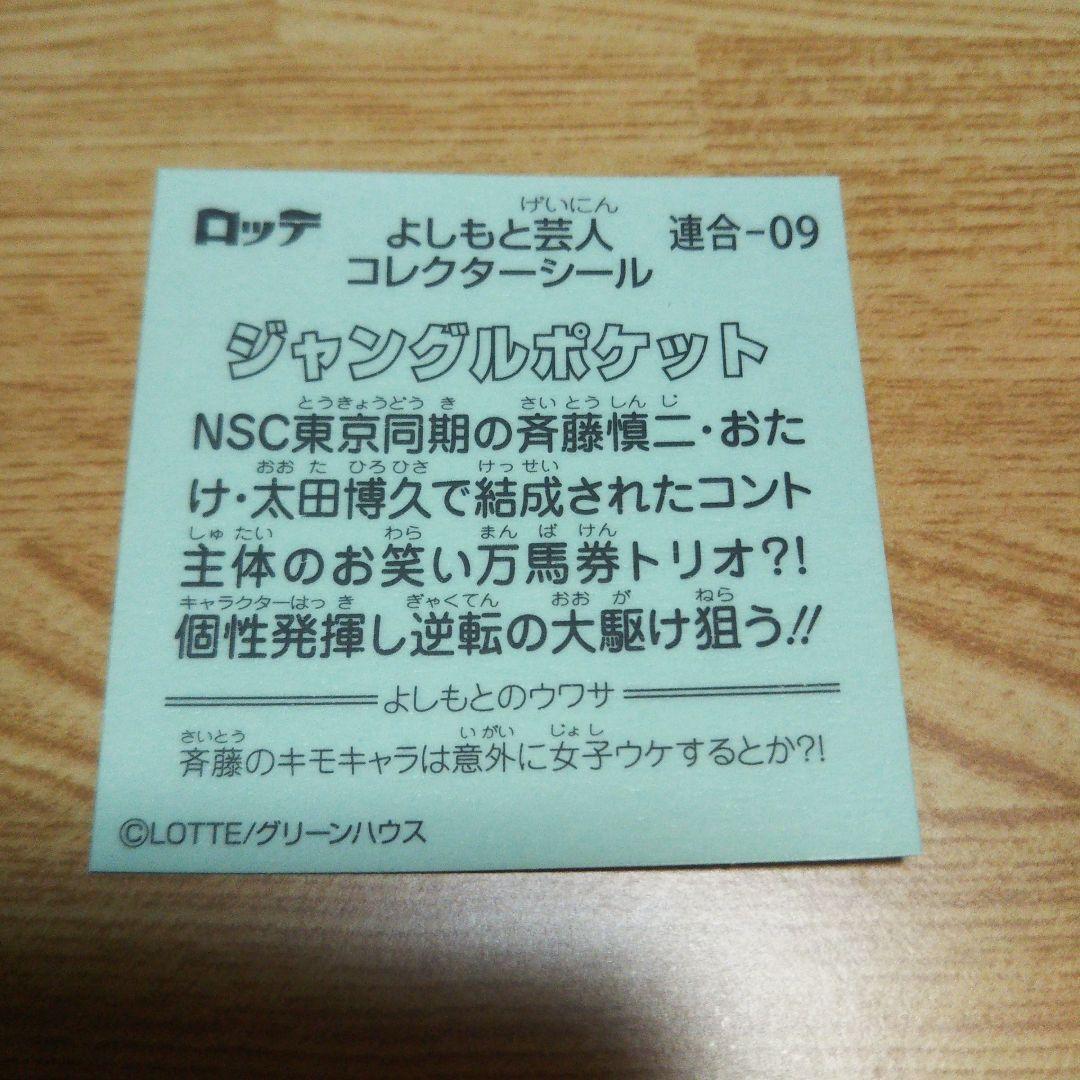 ロッテ よしもと芸人 連合-09
げいにん
コレクターシール
ジャングルポケット
とうきょうどうき さいとうしんじ
NSC東京同期の斉藤慎二・おた
おおたひろひさ けっせい
け・太田博久で結成されたコント
しゅたい わら まんばけん
主体のお笑い万馬券トリオ?!
キャラクターはっき ぎゃくてん おおが ねら
個性発揮し逆転の大駆け狙う!!
よしもとのウワサ
さいとう いがい じょし
斉藤のキモキャラは意外に女子ウケするとか?!
©LOTTE/グリーンハウス